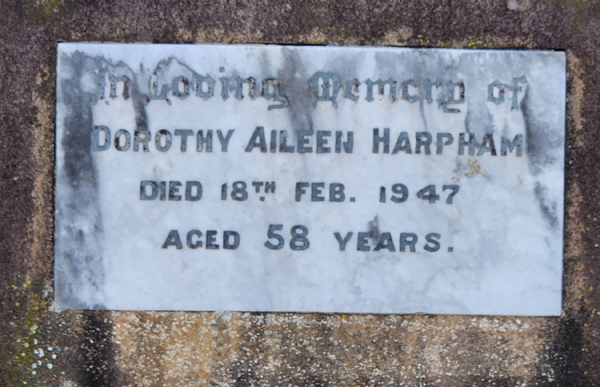 In Loving Memory of
DOROTHY AILEEN HARPHAM
DIED 18TH FEB. 1947
AGED 58 YEARS.